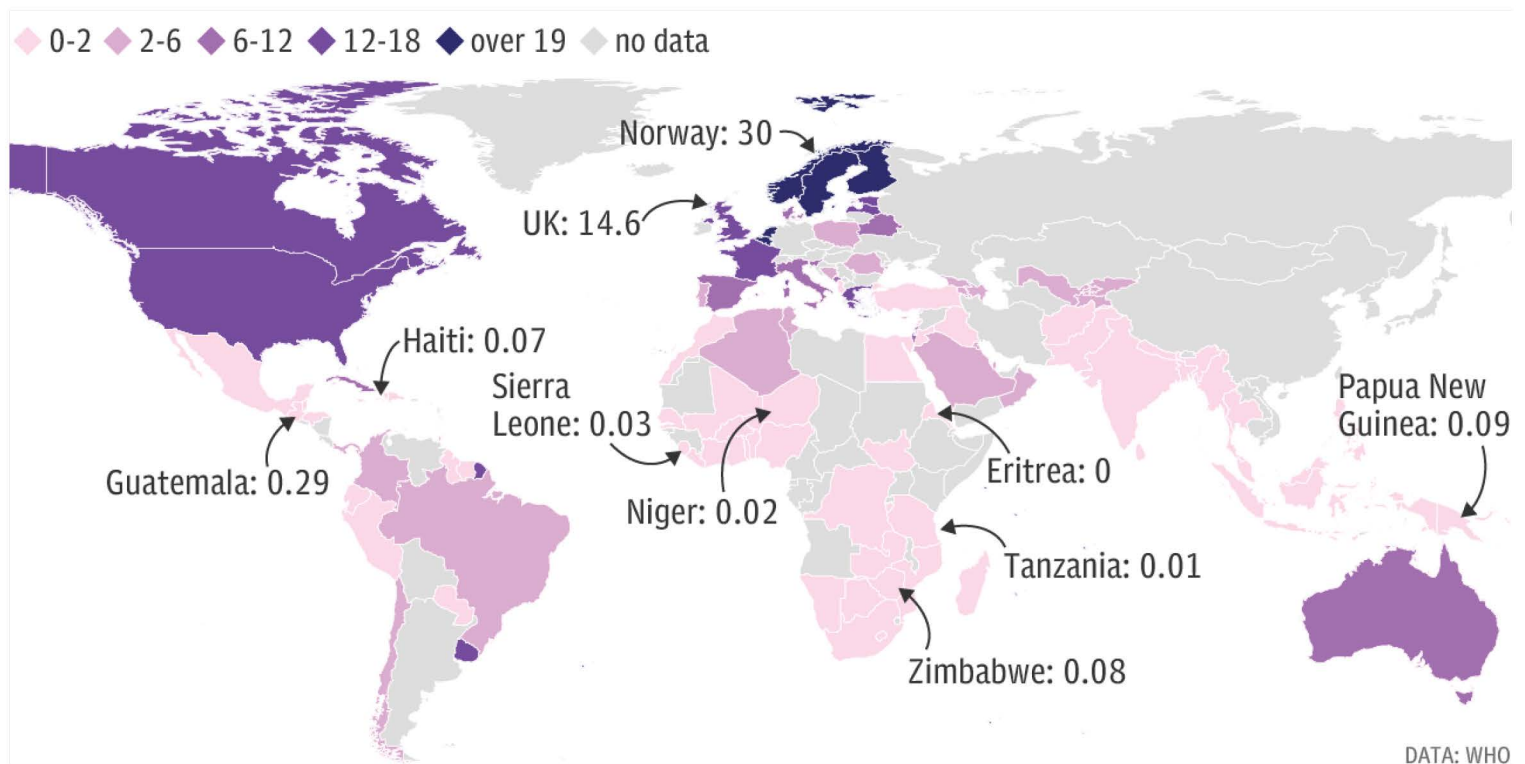 0-2 2-6 6-12 12-18 over 19 no data
Norway: 30
UK: 14.6
Haiti: 0.07
Sierra
Leone: 0.03
Papua New
Guinea: 0.09
Guatemala: 0.29
Niger: 0.02
Eritrea: 0
Tanzania: 0.01
Zimbabwe: 0.08
DATA: WHO